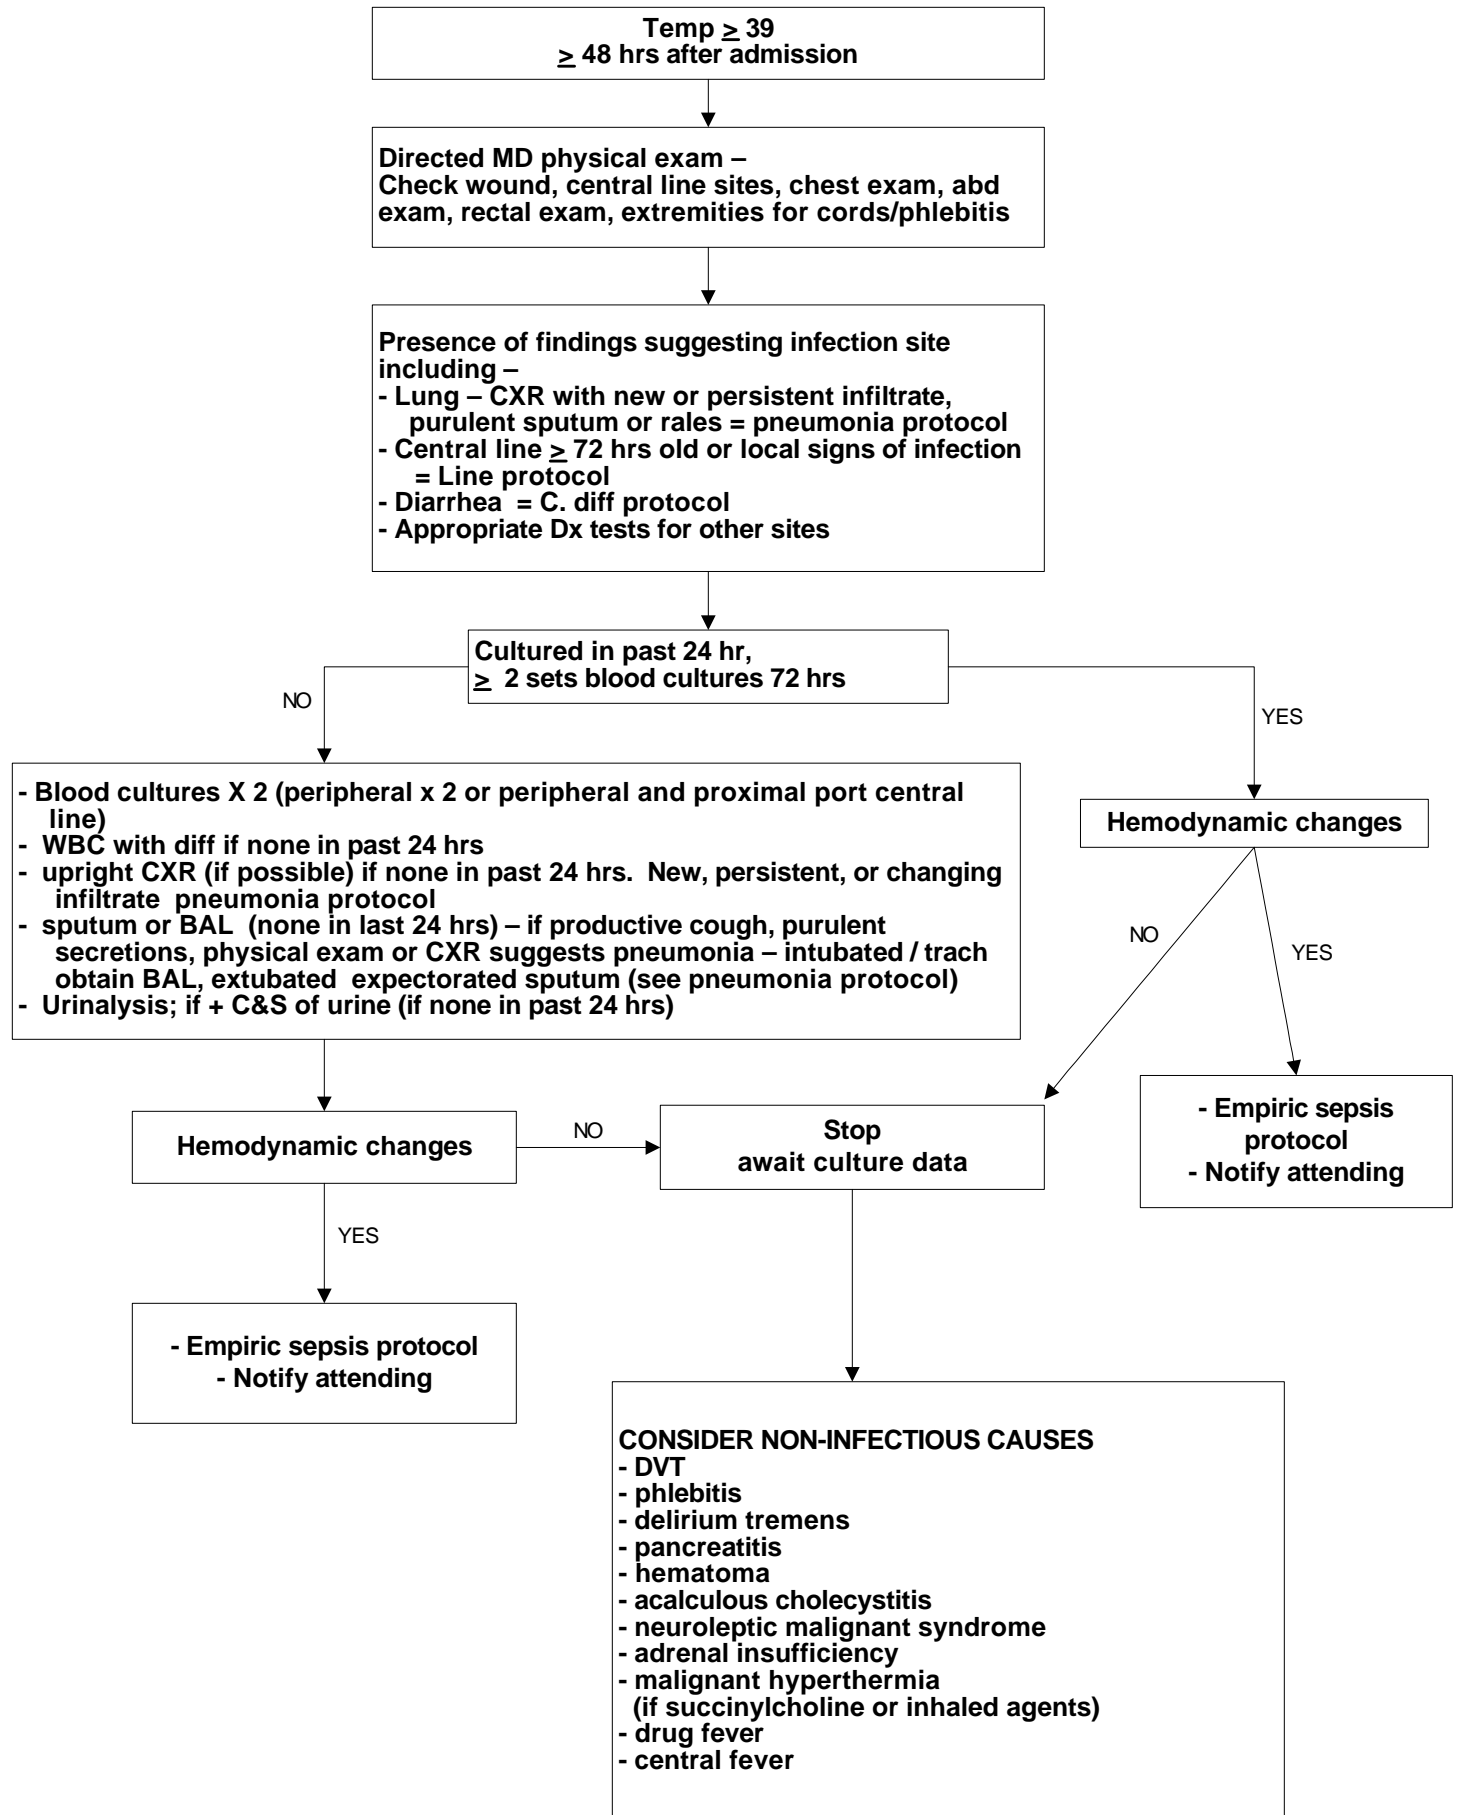 Temp ≥ 39
≥ 48 hrs after admission
Directed MD physical exam –
Check wound, central line sites, chest exam, abd
exam, rectal exam, extremities for cords/phlebitis
Presence of findings suggesting infection site
including –
- Lung – CXR with new or persistent infiltrate,
purulent sputum or rales = pneumonia protocol
- Central line ≥ 72 hrs old or local signs of infection
= Line protocol
- Diarrhea = C. diff protocol
- Appropriate Dx tests for other sites
Cultured in past 24 hr,
≥ 2 sets blood cultures 72 hrs
NO
YES
- Blood cultures X 2 (peripheral x 2 or peripheral and proximal port central
line)
- WBC with diff if none in past 24 hrs
- upright CXR (if possible) if none in past 24 hrs. New, persistent, or changing
infiltrate pneumonia protocol
- sputum or BAL (none in last 24 hrs) – if productive cough, purulent
secretions, physical exam or CXR suggests pneumonia – intubated / trach
obtain BAL, extubated expectorated sputum (see pneumonia protocol)
- Urinalysis; if + C&S of urine (if none in past 24 hrs)
Hemodynamic changes
NO
YES
Hemodynamic changes
NO
Stop
await culture data
- Empiric sepsis
protocol
- Notify attending
YES
- Empiric sepsis protocol
- Notify attending
CONSIDER NON-INFECTIOUS CAUSES
- DVT
- phlebitis
- delirium tremens
- pancreatitis
- hematoma
- acalculous cholecystitis
- neuroleptic malignant syndrome
- adrenal insufficiency
- malignant hyperthermia
(if succinylcholine or inhaled agents)
- drug fever
- central fever